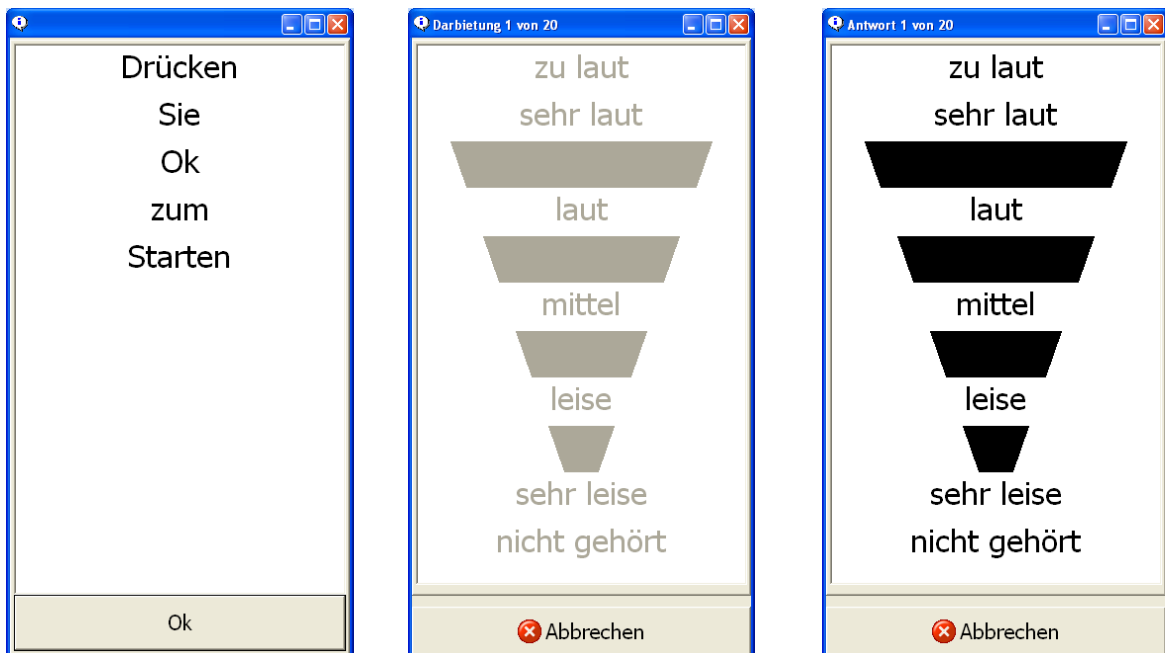 Drücken
Sie
Ok
zum
Starten
Ok
Darbietung 1 von 20
zu laut
sehr laut
laut
mittel
leise
sehr leise
nicht gehört
Abbrechen
Antwort 1 von 20
zu laut
sehr laut
laut
mittel
leise
sehr leise
nicht gehört
Abbrechen